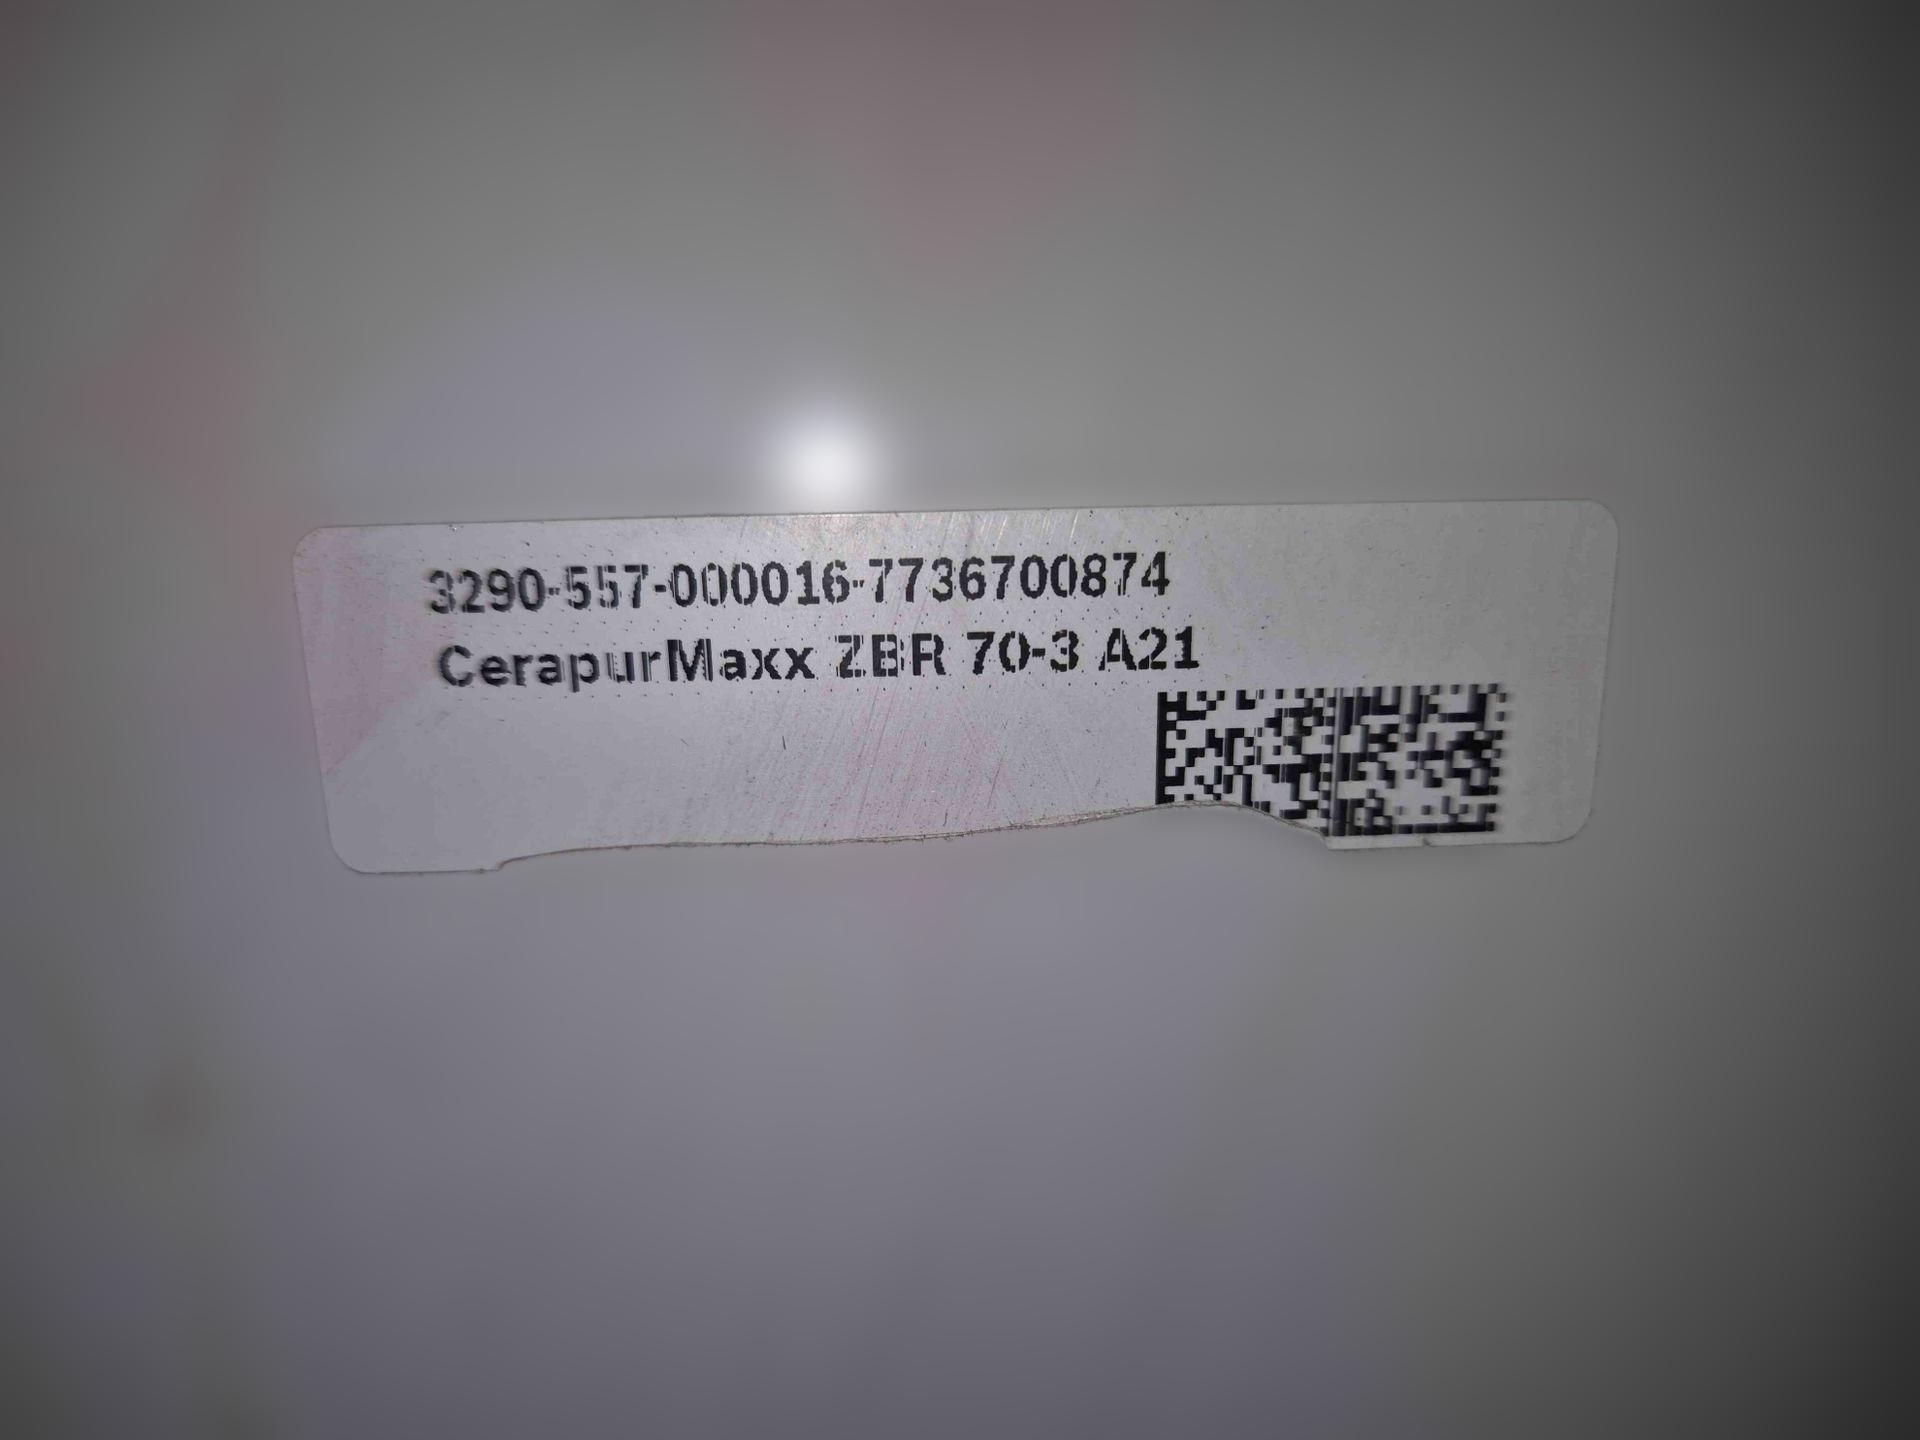 3290-557-000016-7736700874
CerapurMaxx ZBR 70-3 A21